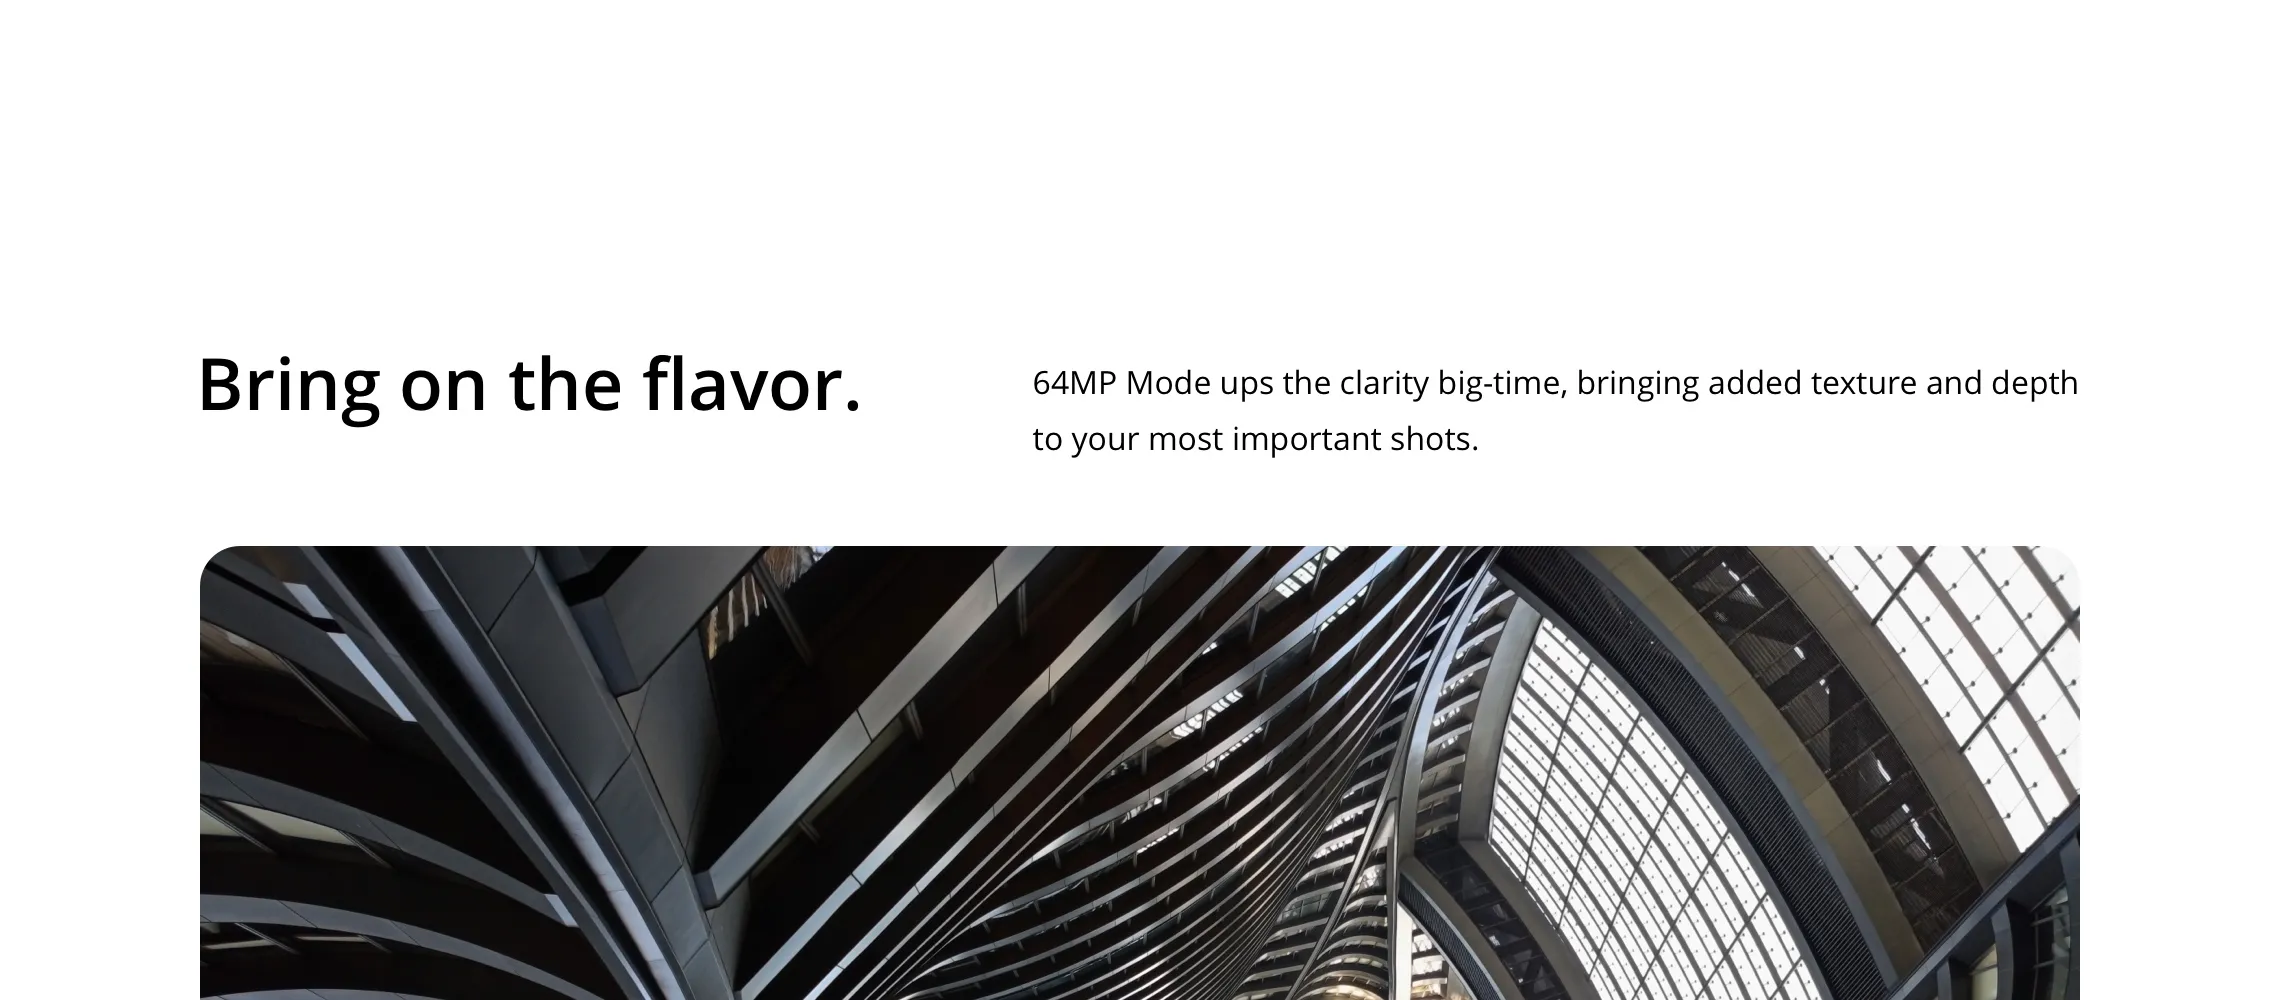 Bring on the flavor.
64MP Mode ups the clarity big-time, bringing added texture and depth
to your most important shots.